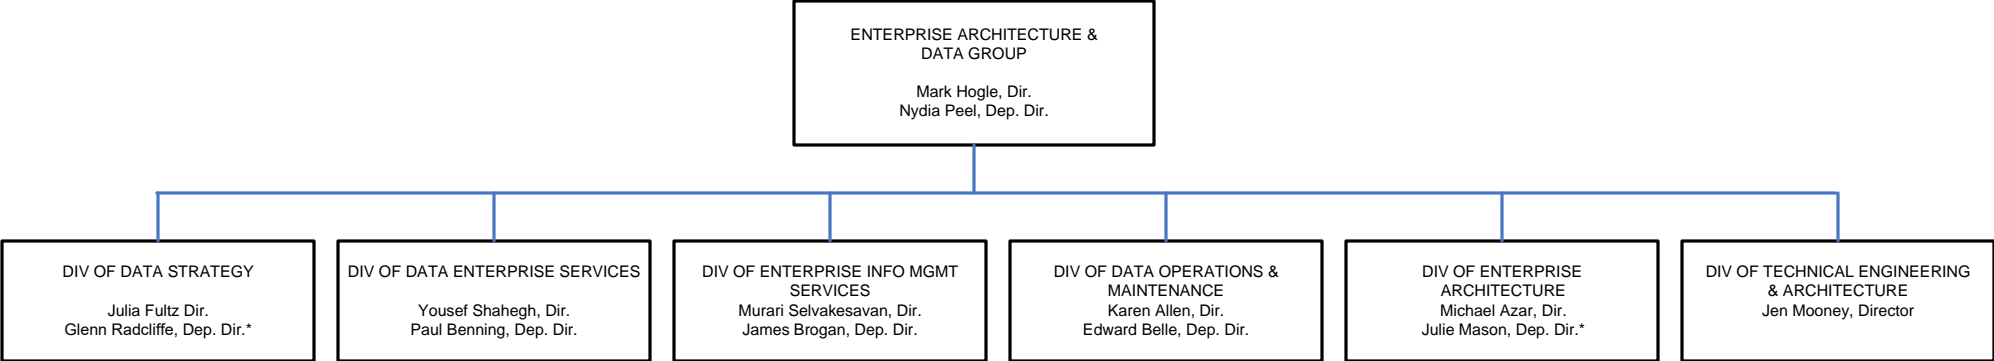 ENTERPRISE ARCHITECTURE &
DATA GROUP
Mark Hogle, Dir.
Nydia Peel, Dep. Dir.
DIV OF DATA STRATEGY
Julia Fultz Dir.
Glenn Radcliffe, Dep. Dir.*
DIV OF DATA ENTERPRISE SERVICES
Yousef Shahegh, Dir.
Paul Benning, Dep. Dir.
DIV OF ENTERPRISE INFO MGMT
SERVICES
Murari Selvakesavan, Dir.
James Brogan, Dep. Dir.
DIV OF DATA OPERATIONS &
MAINTENANCE
Karen Allen, Dir.
Edward Belle, Dep. Dir.
DIV OF ENTERPRISE
ARCHITECTURE
Michael Azar, Dir.
Julie Mason, Dep. Dir.*
DIV OF TECHNICAL ENGINEERING
& ARCHITECTURE
Jen Mooney, Director